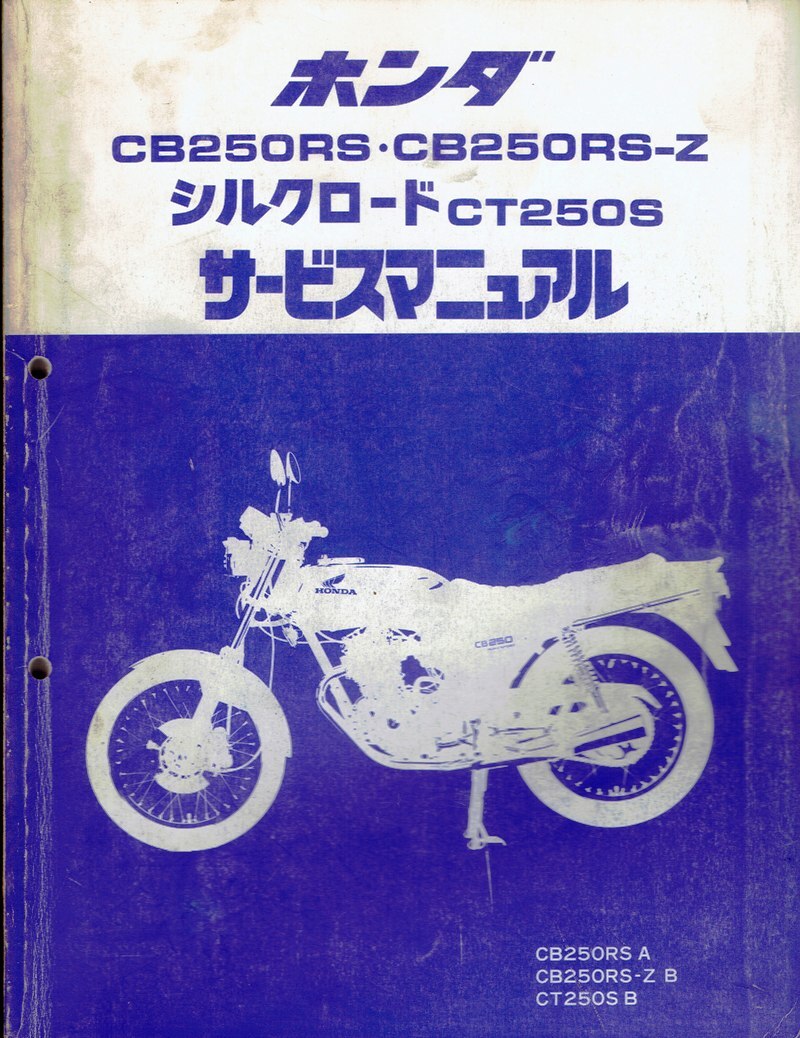 ホンダ
CB250RS・CB250RS-Z
シルクロードCT250S
サービスマニュアル
HONDA
CB250
CB250RS A
CB250RS-Z B
CT250S B